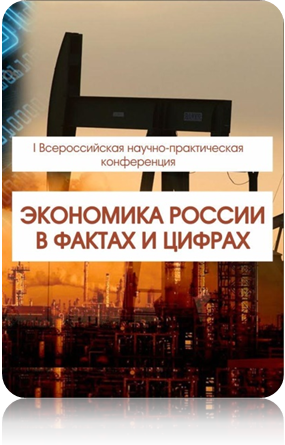 I Всероссийская научно-практическая
конференция
ЭКОНОМИКА РОССИИ
В ФАКТАХ И ЦИФРАХ